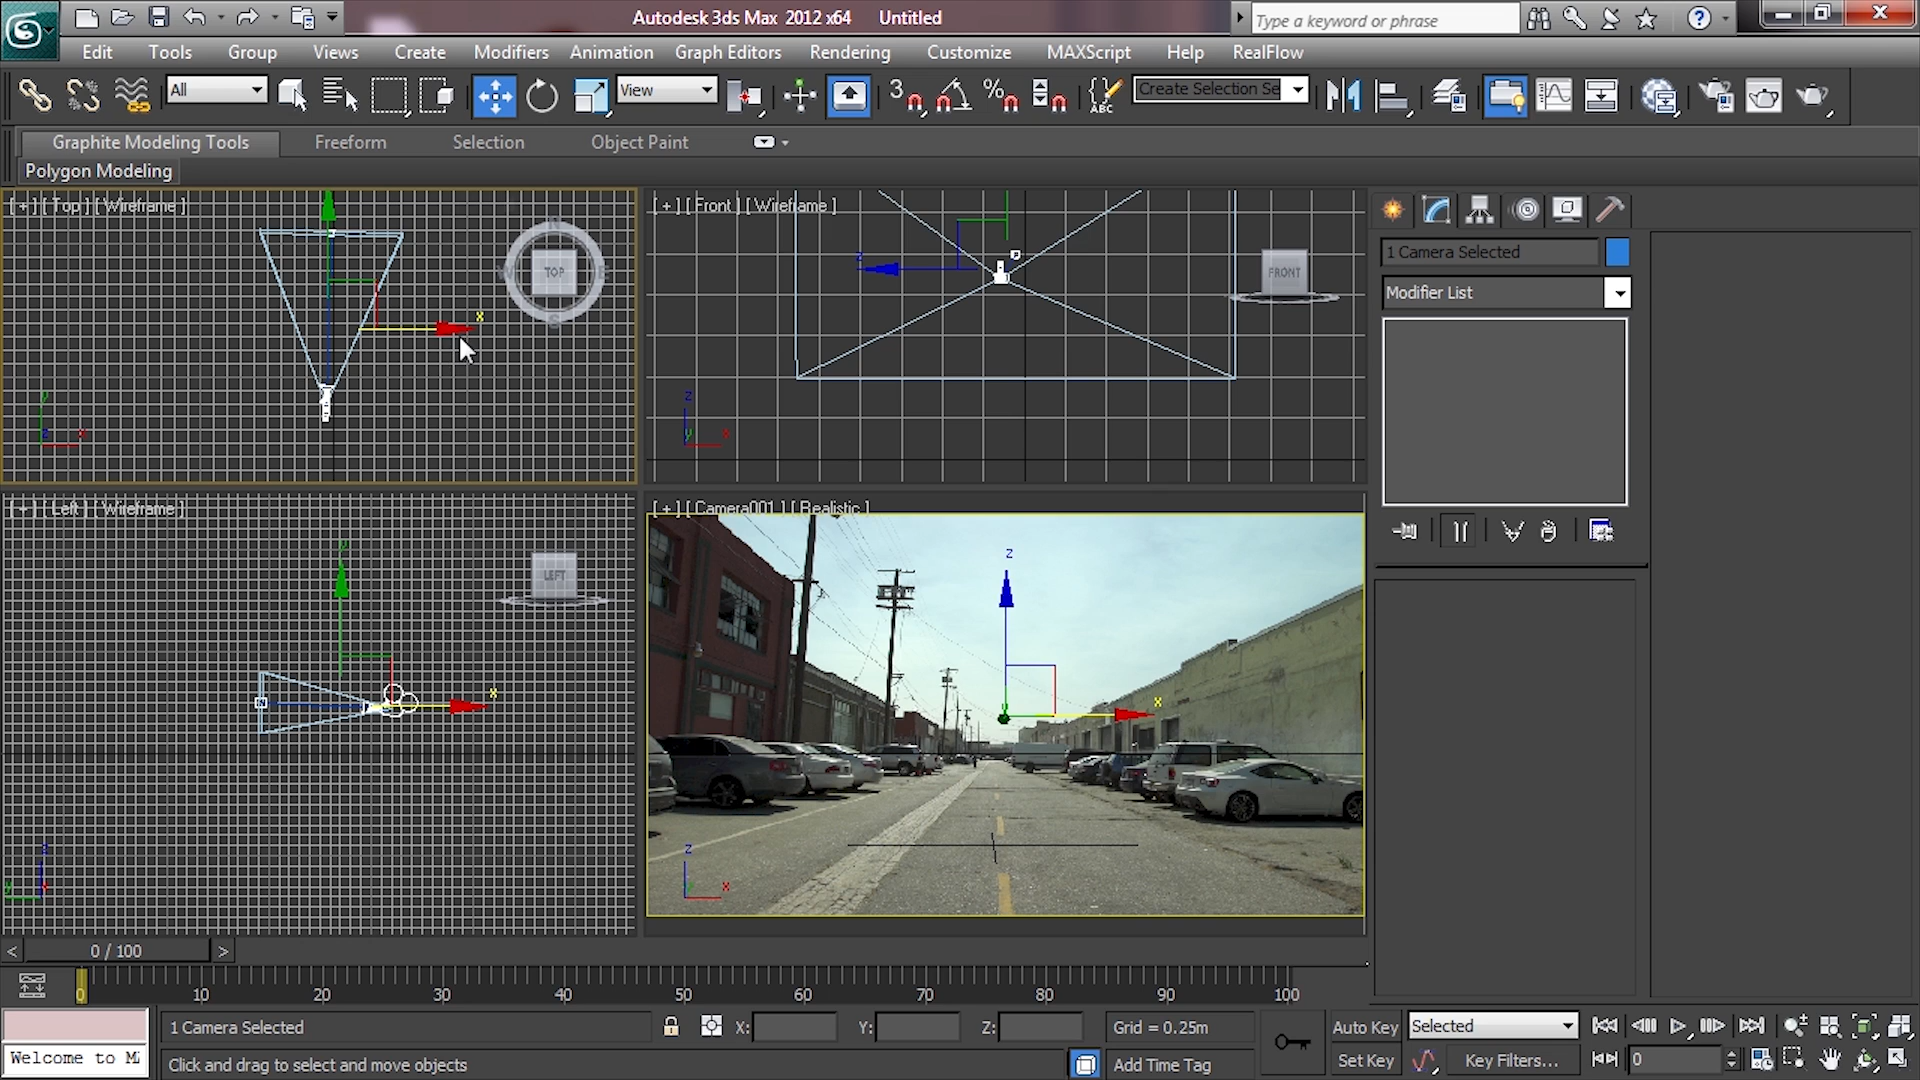 Autodesk 3ds Max 2012 x64 Untitled
Type a keyword or phrase
Edit Tools Group Views Create Modifiers Animation Graph Editors Rendering Customize MAXScript Help RealFlow
All View 3 % ABC Create Selection Se
Graphite Modeling Tools Freeform Selection Object Paint
Polygon Modeling
[ + ] [ Top ] [ Wireframe ]
N
W TOP E
S
x
y
z x
[ + ] [ Front ] [ Wireframe ]
z
FRONT
z
y x
1 Camera Selected
Modifier List
[ + ] [ Left ] [ Wireframe ]
y
LEFT
x
z
y x
[ + ] [ Camera001 ] [ Realistic ]
z
y x
z
x
< 0 / 100 >
0 10 20 30 40 50 60 70 80 90 100
1 Camera Selected X: Y: Z: Grid = 0.25m Auto Key Selected
Welcome to M
Click and drag to select and move objects Add Time Tag Set Key Key Filters... 0